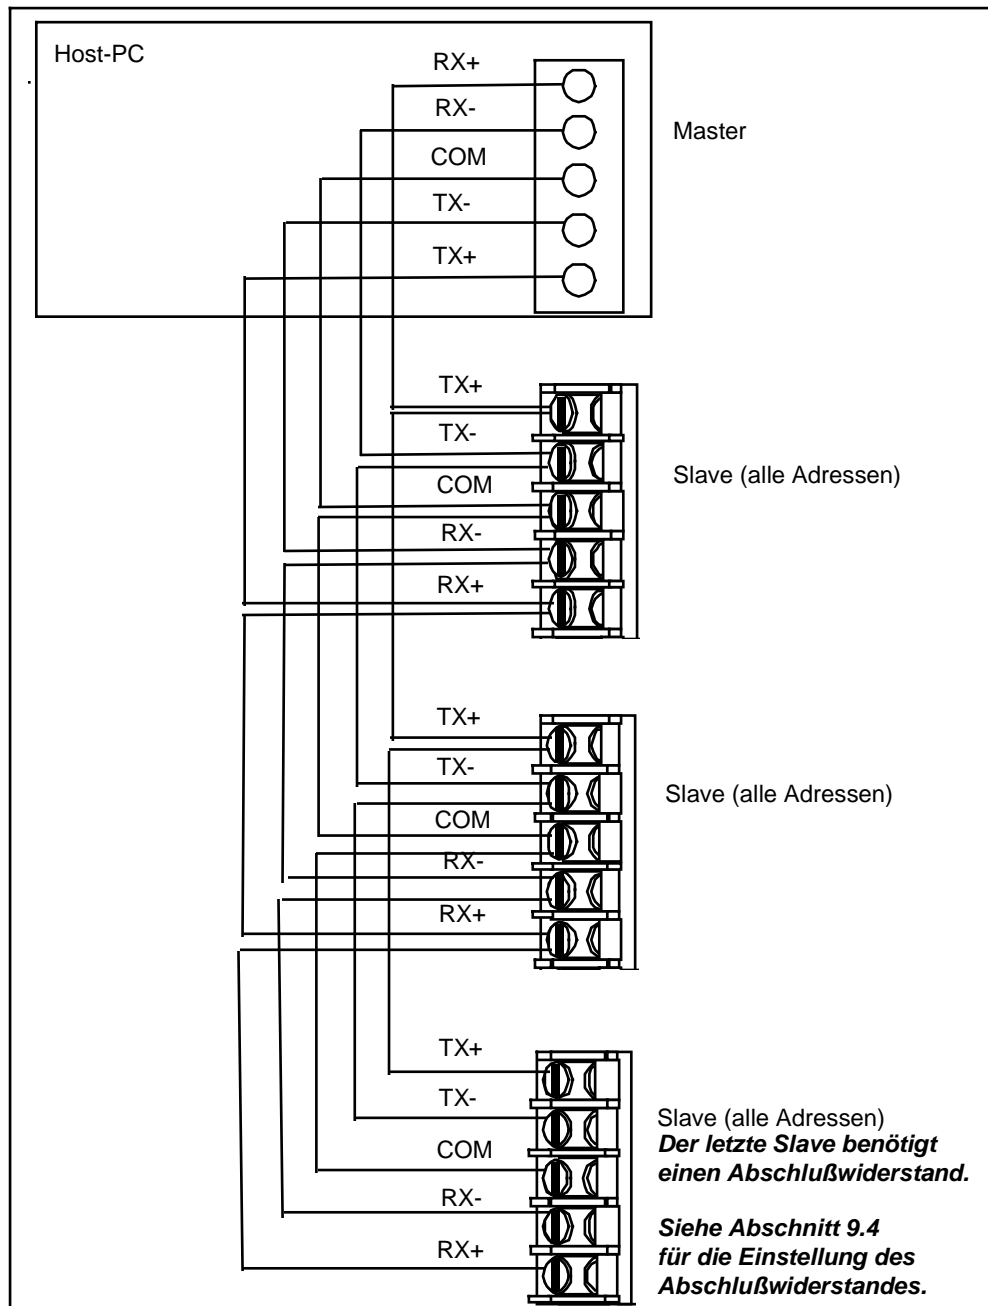 Host-PC
RX+
RX-
COM
TX-
TX+
Master
TX+
TX-
COM
RX-
RX+
Slave (alle Adressen)
TX+
TX-
COM
RX-
RX+
Slave (alle Adressen)
TX+
TX-
COM
RX-
RX+
Slave (alle Adressen)
Der letzte Slave benötigt
einen Abschlußwiderstand.
Siehe Abschnitt 9.4
für die Einstellung des
Abschlußwiderstandes.